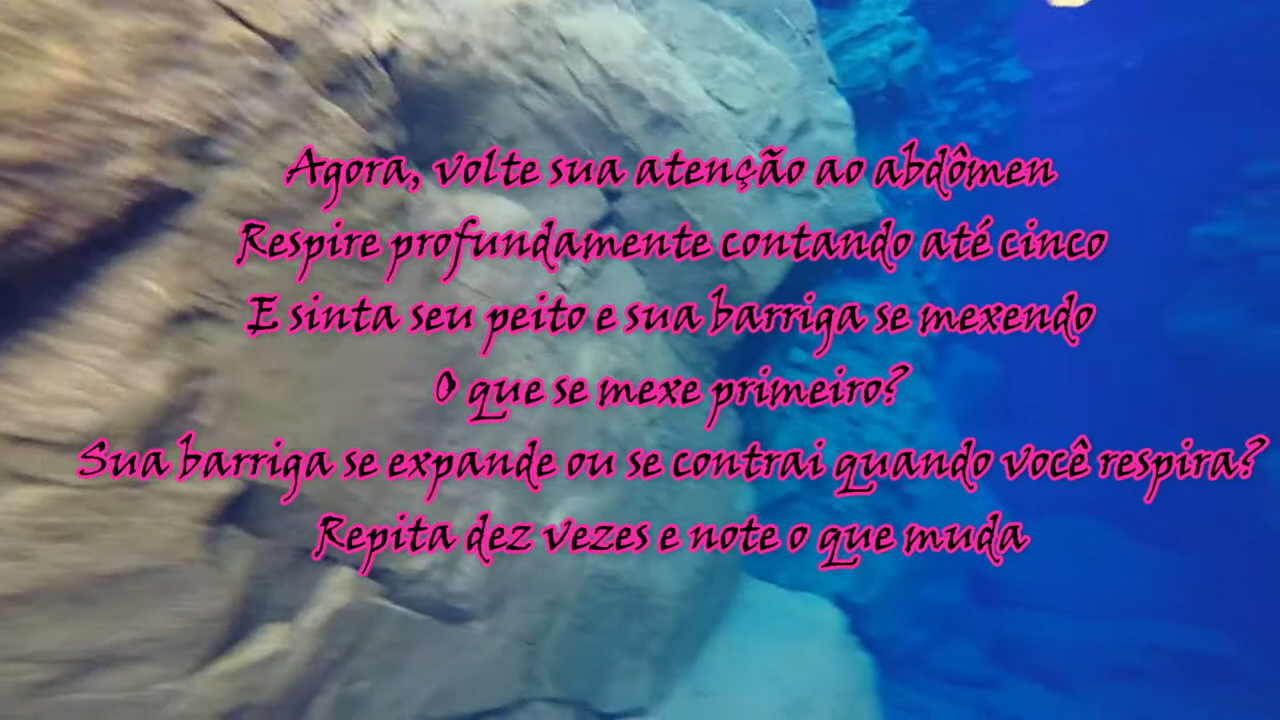 Agora, volte sua atenção ao abdômen
Respire profundamente contando até cinco
E sinta seu peito e sua barriga se mexendo
O que se mexe primeiro?
Sua barriga se expande ou se contrai quando você respira?
Repita dez vezes e note o que muda